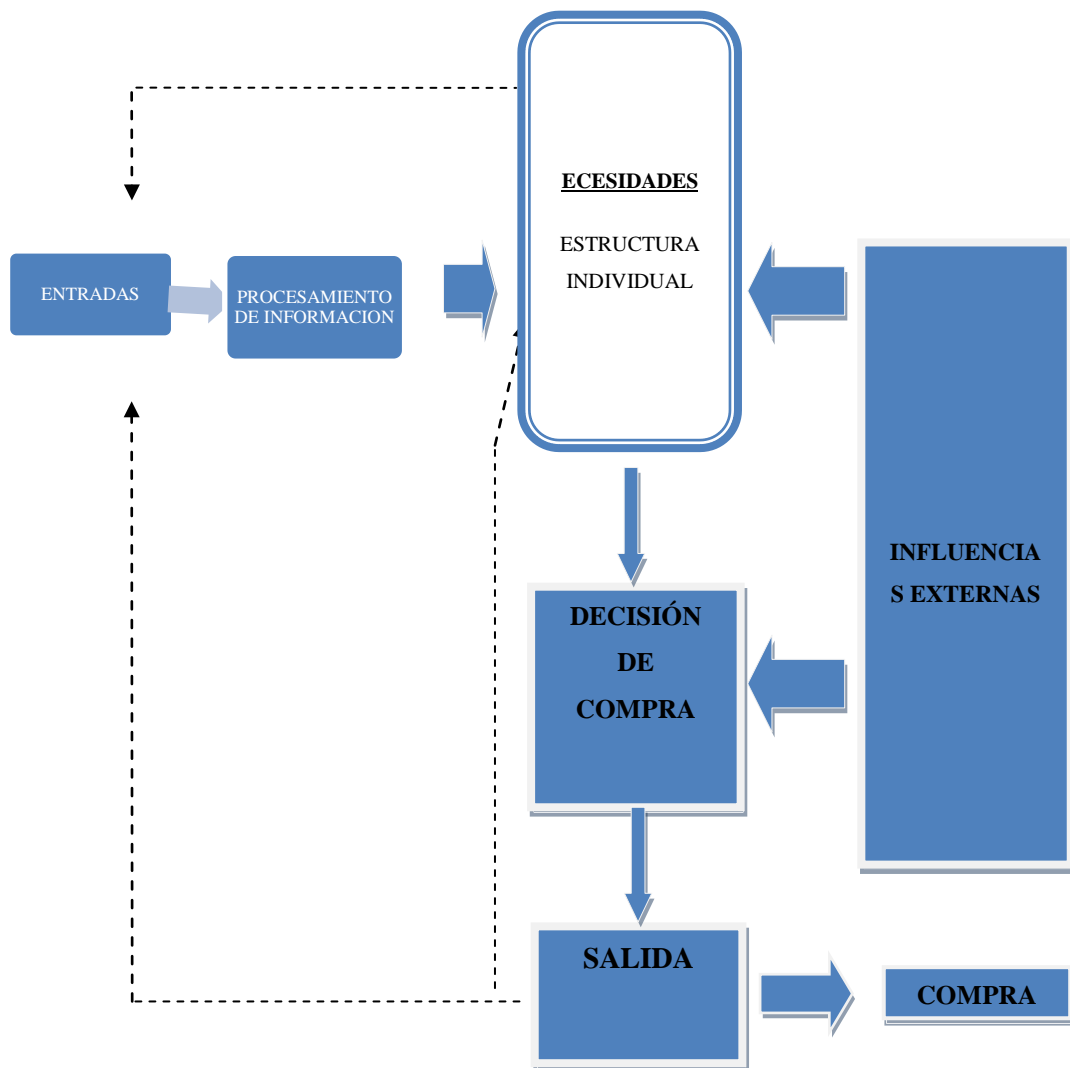 ECESIDADES
ESTRUCTURA
INDIVIDUAL
ENTRADAS
PROCESAMIENTO
DE INFORMACION
INFLUENCIA
S EXTERNAS
DECISIÓN
DE
COMPRA
SALIDA
COMPRA